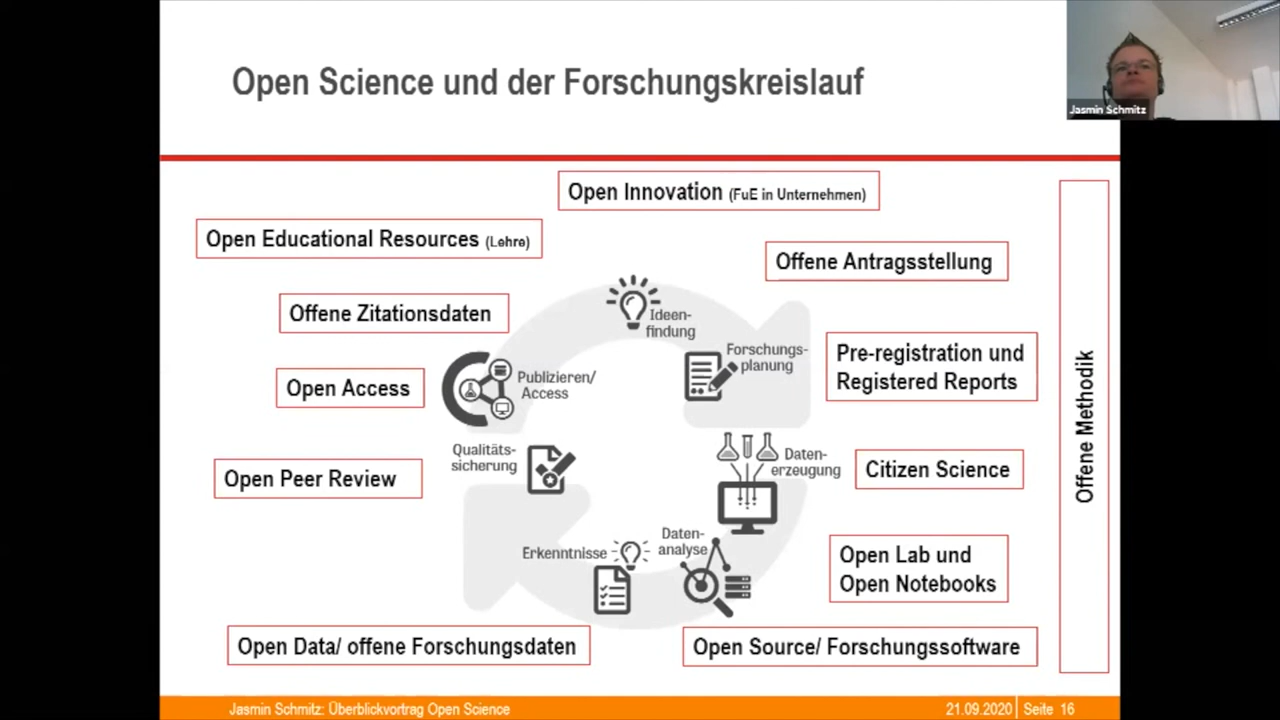 Open Science und der Forschungskreislauf
Jasmin Schmitz
Open Innovation (FuE in Unternehmen)
Open Educational Resources (Lehre)
Offene Antragsstellung
Offene Zitationsdaten
Ideen-
findung
Forschungs-
planung
Pre-registration und
Registered Reports
Open Access
Publizieren/
Access
Qualitäts-
sicherung
Daten-
erzeugung
Citizen Science
Open Peer Review
Offene Methodik
Erkenntnisse
Daten-
analyse
Open Lab und
Open Notebooks
Open Data/ offene Forschungsdaten
Open Source/ Forschungssoftware
Jasmin Schmitz: Überblickvortrag Open Science
21.09.2020 Seite 16